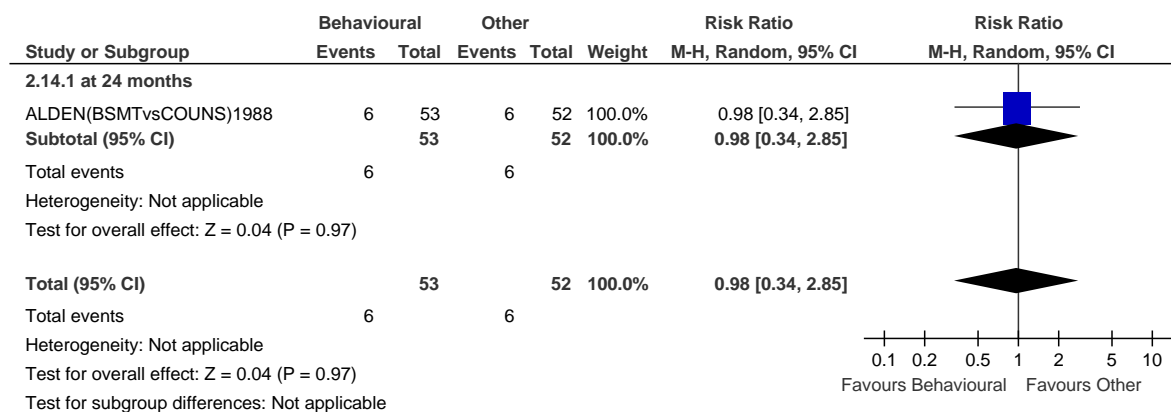 Behavioural Other Risk Ratio Risk Ratio
Study or Subgroup Events Total Events Total Weight M-H, Random, 95% CI M-H, Random, 95% CI
2.14.1 at 24 months
ALDEN(BSMTvsCOUNS)1988 6 53 6 52 100.0% 0.98 [0.34, 2.85]
Subtotal (95% CI) 53 52 100.0% 0.98 [0.34, 2.85]
Total events 6 6
Heterogeneity: Not applicable
Test for overall effect: Z = 0.04 (P = 0.97)
Total (95% CI) 53 52 100.0% 0.98 [0.34, 2.85]
Total events 6 6
Heterogeneity: Not applicable
Test for overall effect: Z = 0.04 (P = 0.97)
Test for subgroup differences: Not applicable
0.1 0.2 0.5 1 2 5 10
Favours Behavioural Favours Other